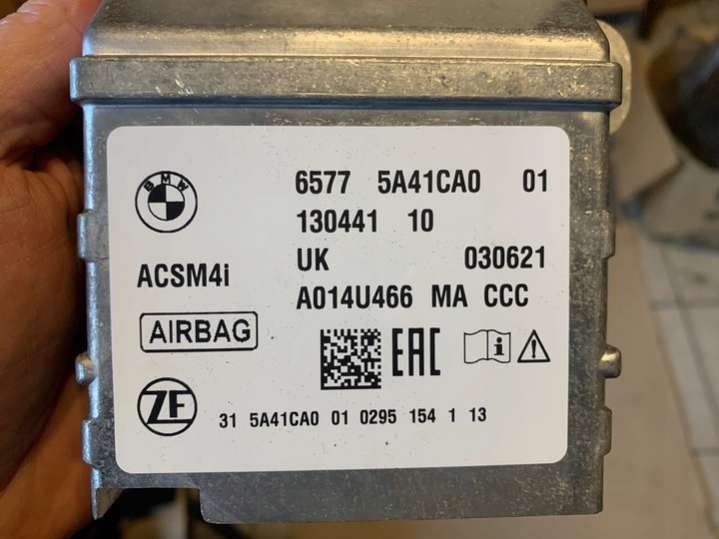 BMW
6577 5A41CA0 01
130441 10
ACSM4i
UK 030621
A014U466 MA CCC
AIRBAG
EAC
i
ZF
31 5A41CA0 01 0295 154 1 13